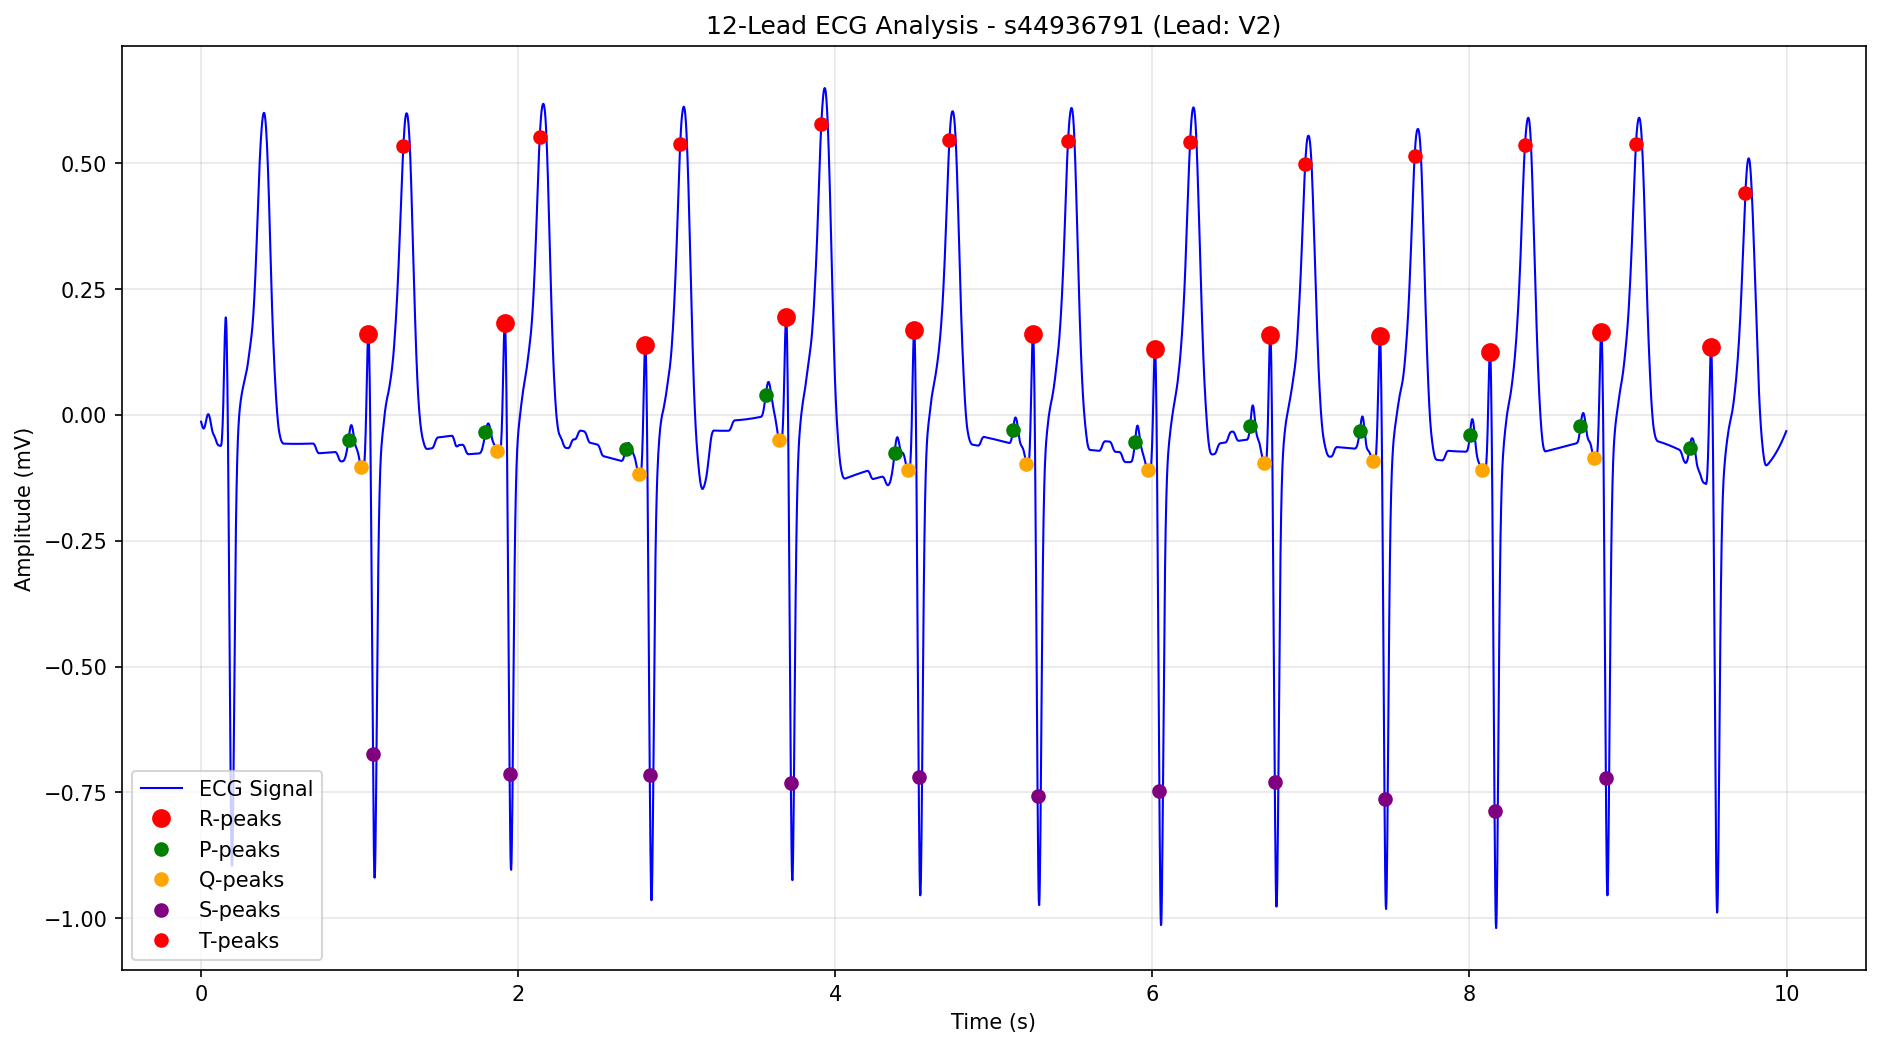 12-Lead ECG Analysis - s44936791 (Lead: V2)
Amplitude (mV)
0.50
0.25
0.00
−0.25
−0.50
−0.75
−1.00
ECG Signal
R-peaks
P-peaks
Q-peaks
S-peaks
T-peaks
0 2 4 6 8 10
Time (s)